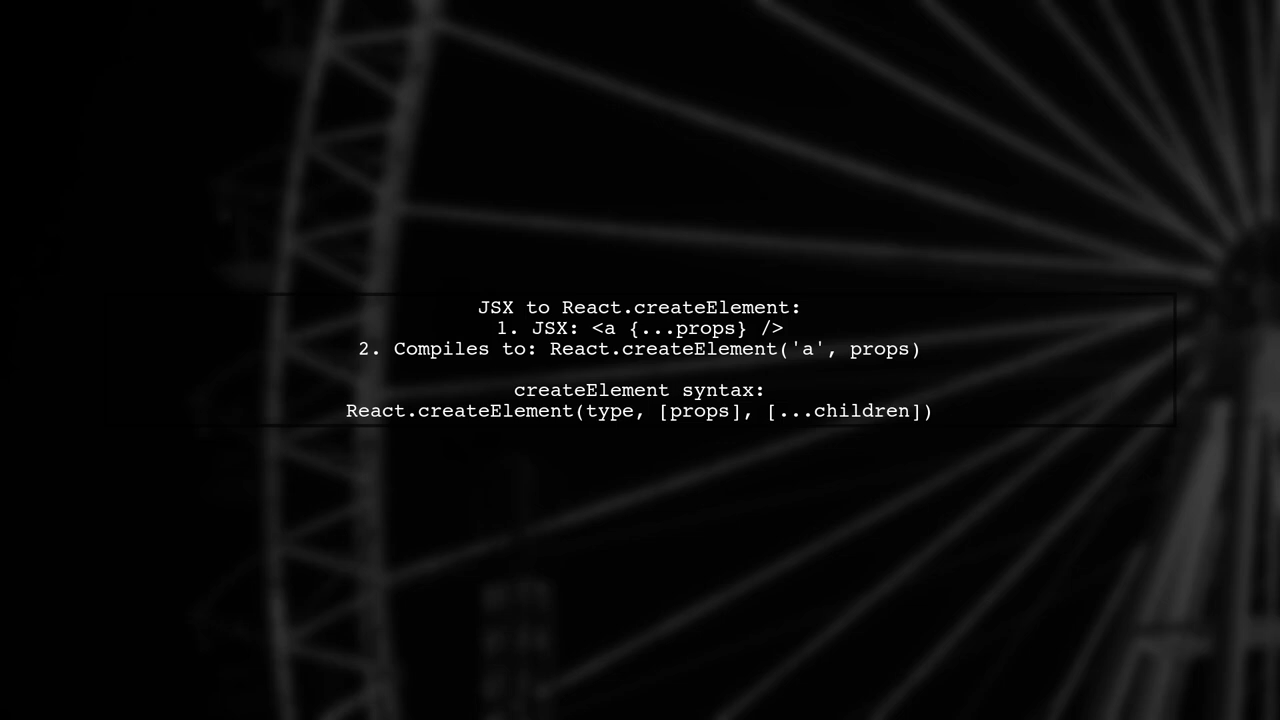 JSX to React.createElement:
1. JSX: <a {...props} />
2. Compiles to: React.createElement('a', props)
createElement syntax:
React.createElement(type, [props], [...children])